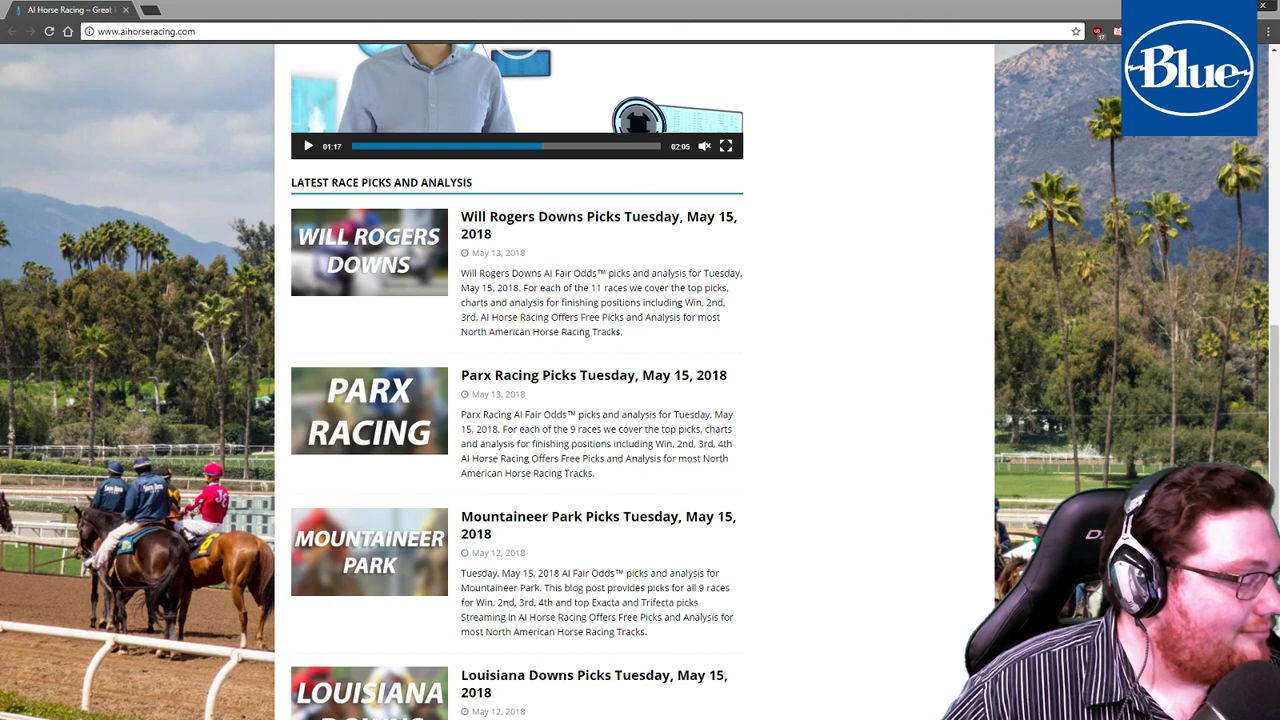 AI Horse Racing – Great
www.aihorseracing.com
Blue
01:17
02:05
LATEST RACE PICKS AND ANALYSIS
WILL ROGERS
DOWNS
Will Rogers Downs Picks Tuesday, May 15,
2018
May 13, 2018
Will Rogers Downs AI Fair Odds™ picks and analysis for Tuesday,
May 15, 2018. For each of the 11 races we cover the top picks,
charts and analysis for finishing positions including Win, 2nd,
3rd, AI Horse Racing Offers Free Picks and Analysis for most
North American Horse Racing Tracks.
PARX
RACING
Parx Racing Picks Tuesday, May 15, 2018
May 13, 2018
Parx Racing AI Fair Odds™ picks and analysis for Tuesday, May
15, 2018. For each of the 9 races we cover the top picks, charts
and analysis for finishing positions including Win, 2nd, 3rd, 4th
AI Horse Racing Offers Free Picks and Analysis for most North
American Horse Racing Tracks.
MOUNTAINEER
PARK
Mountaineer Park Picks Tuesday, May 15,
2018
May 12, 2018
Tuesday, May 15, 2018 AI Fair Odds™ picks and analysis for
Mountaineer Park. This blog post provides picks for all 9 races
for Win, 2nd, 3rd, 4th and top Exacta and Trifecta picks
Streaming in AI Horse Racing Offers Free Picks and Analysis for
most North American Horse Racing Tracks.
LOUISIANA
DOWNS
Louisiana Downs Picks Tuesday, May 15,
2018
May 12, 2018